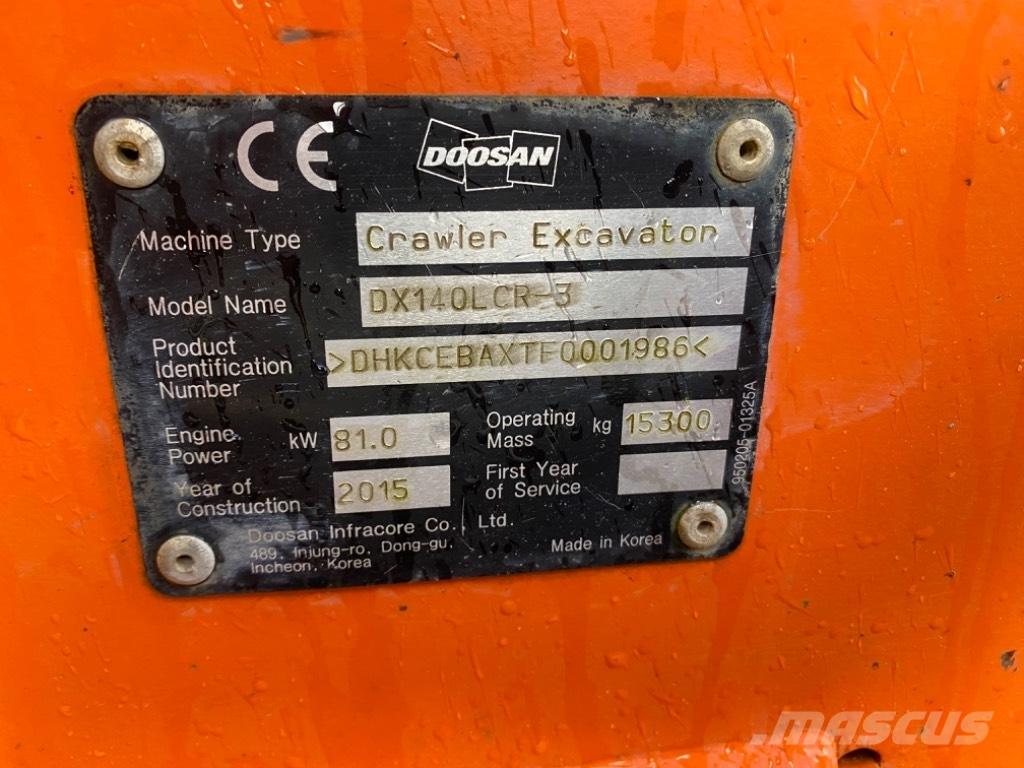 CE DOOSAN
Machine Type Crawler Excavator
Model Name DX140LCR-3
Product
Identification
Number >DHKCEBAXTF0001986<
Engine
Power kW 81.0
Operating
Mass kg 15300
Year of
Construction 2015
First Year
of Service
Doosan Infracore Co., Ltd.
489, Injung-ro, Dong-gu,
Incheon, Korea
Made in Korea
950205-01325A
MASCUS